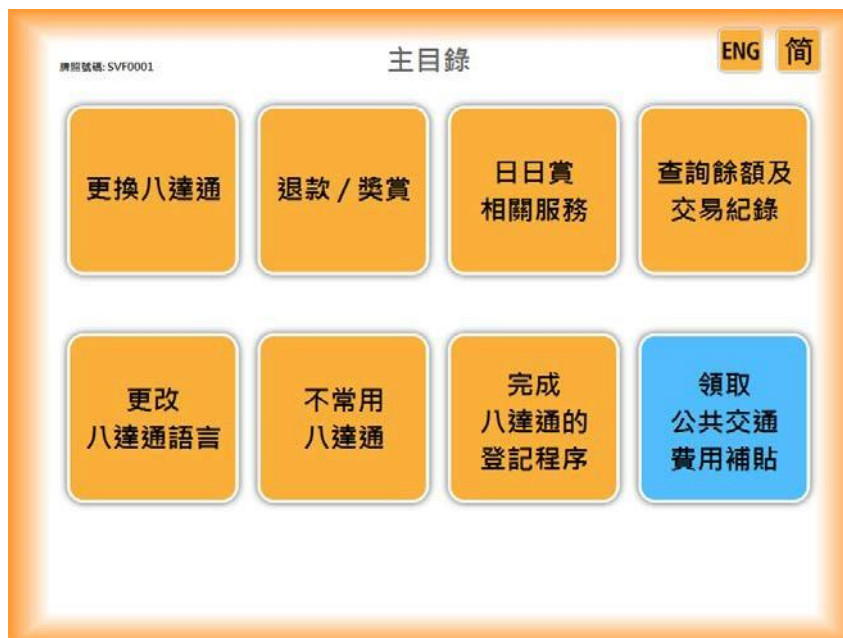 牌照號碼: SVF0001
主目錄
ENG
简
更換八達通
退款 / 獎賞
日日賞
相關服務
查詢餘額及
交易紀錄
更改
八達通語言
不常用
八達通
完成
八達通的
登記程序
領取
公共交通
費用補貼